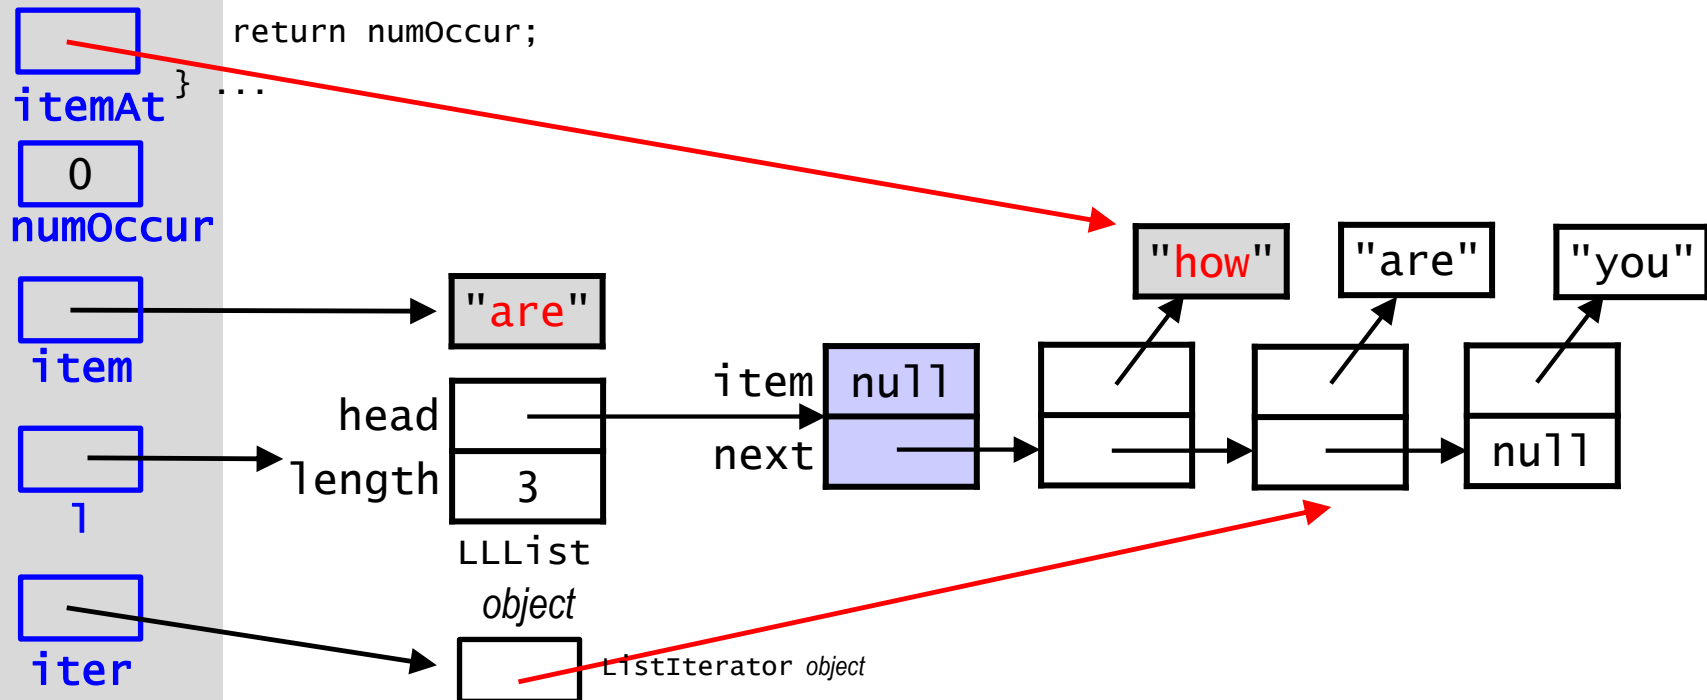 return numOccur;
} ...
itemAt
0
numOccur
"how"
"are"
"you"
item
"are"
item
null
head
next
null
length
3
l
LLList
object
iter
ListIterator object